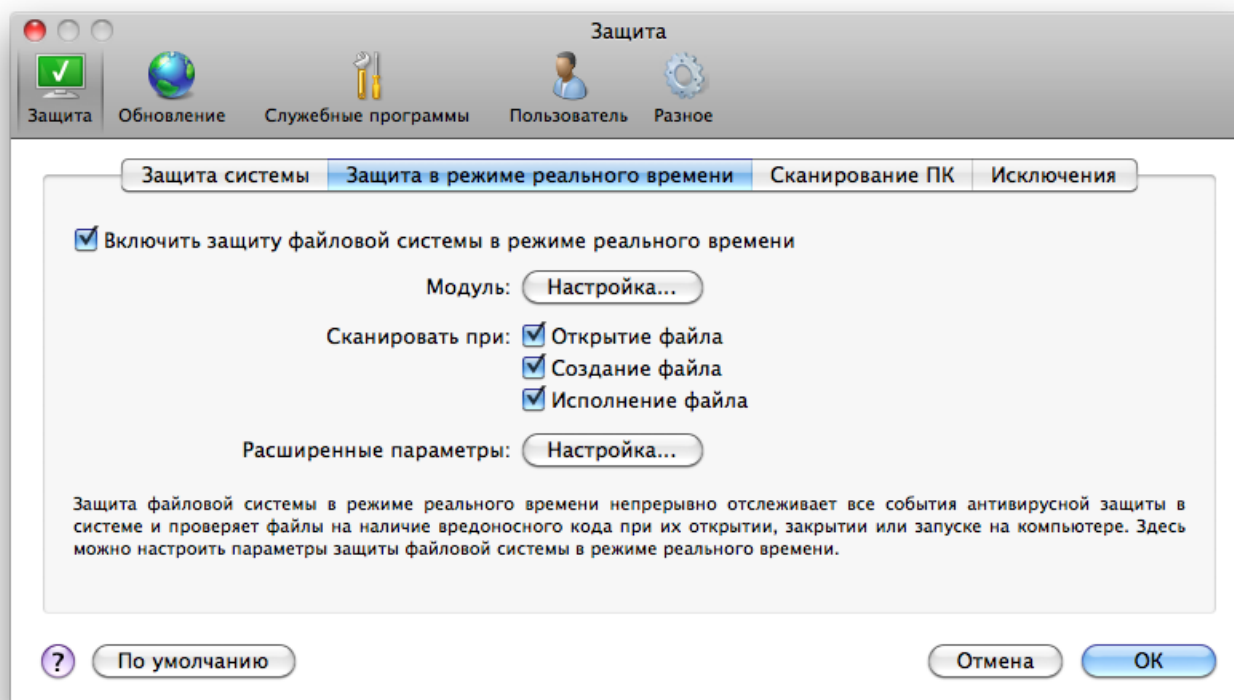 Защита
Защита
Обновление
Служебные программы
Пользователь
Разное
Защита системы
Защита в режиме реального времени
Сканирование ПК
Исключения
Включить защиту файловой системы в режиме реального времени
Модуль: Настройка...
Сканировать при: Открытие файла
Создание файла
Исполнение файла
Расширенные параметры: Настройка...
Защита файловой системы в режиме реального времени непрерывно отслеживает все события антивирусной защиты в
системе и проверяет файлы на наличие вредоносного кода при их открытии, закрытии или запуске на компьютере. Здесь
можно настроить параметры защиты файловой системы в режиме реального времени.
?
По умолчанию
Отмена
ОК